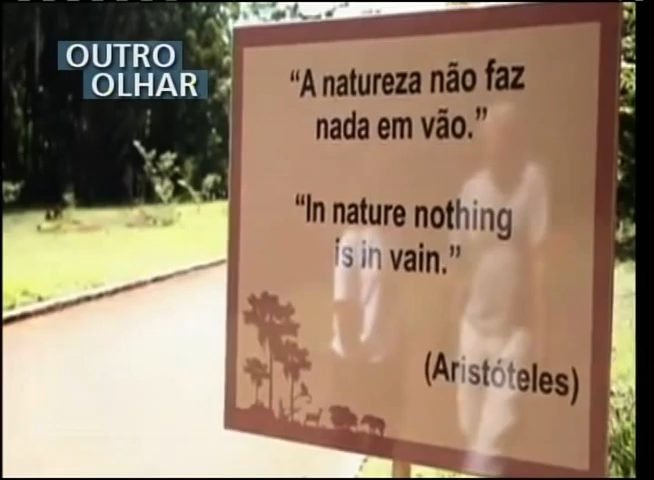 OUTRO
OLHAR
“A natureza não faz
nada em vão.”
“In nature nothing
is in vain.”
(Aristóteles)